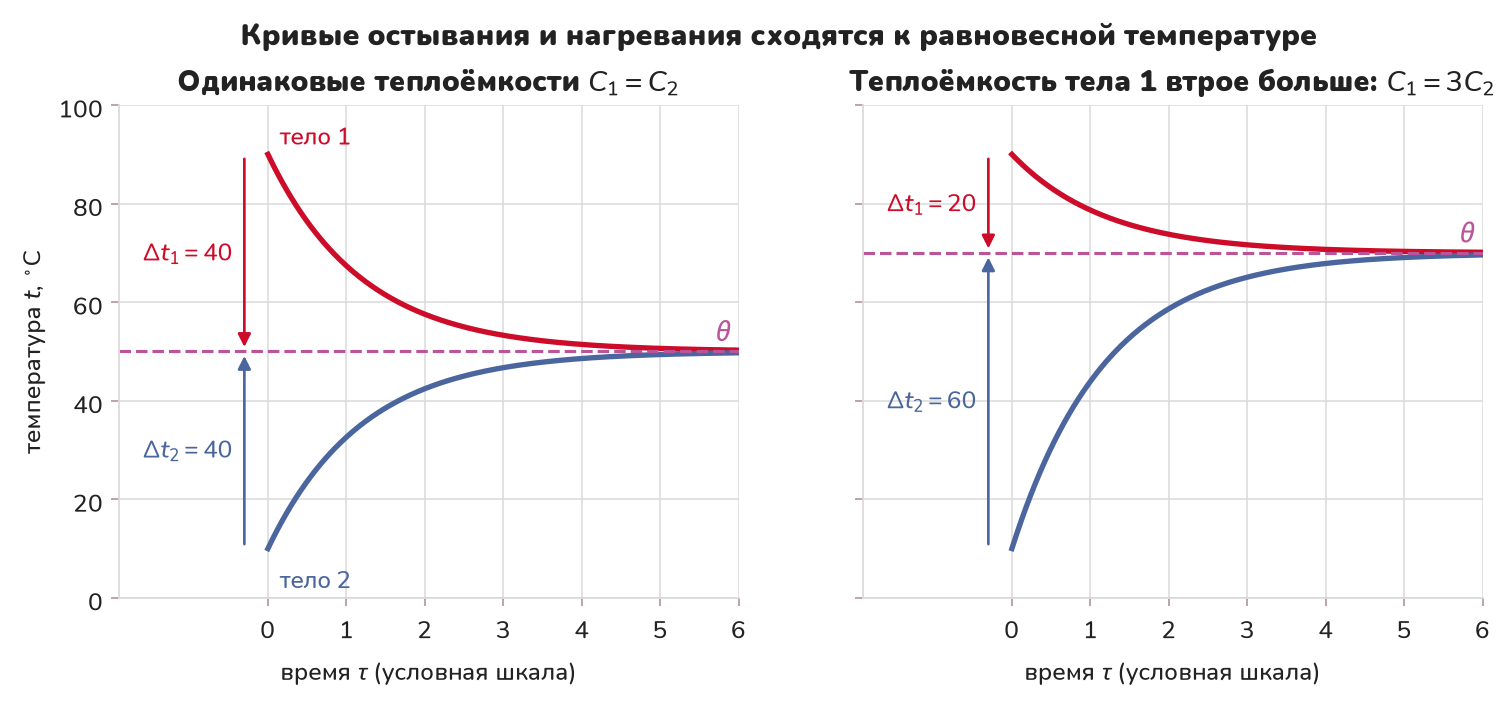 Кривые остывания и нагревания сходятся к равновесной температуре
Одинаковые теплоёмкости C₁ = C₂
100
80
60
40
20
0
температура t, °C
тело 1
Δt₁ = 40
θ
Δt₂ = 40
тело 2
0 1 2 3 4 5 6
время τ (условная шкала)
Теплоёмкость тела 1 втрое больше: C₁ = 3C₂
Δt₁ = 20
θ
Δt₂ = 60
0 1 2 3 4 5 6
время τ (условная шкала)